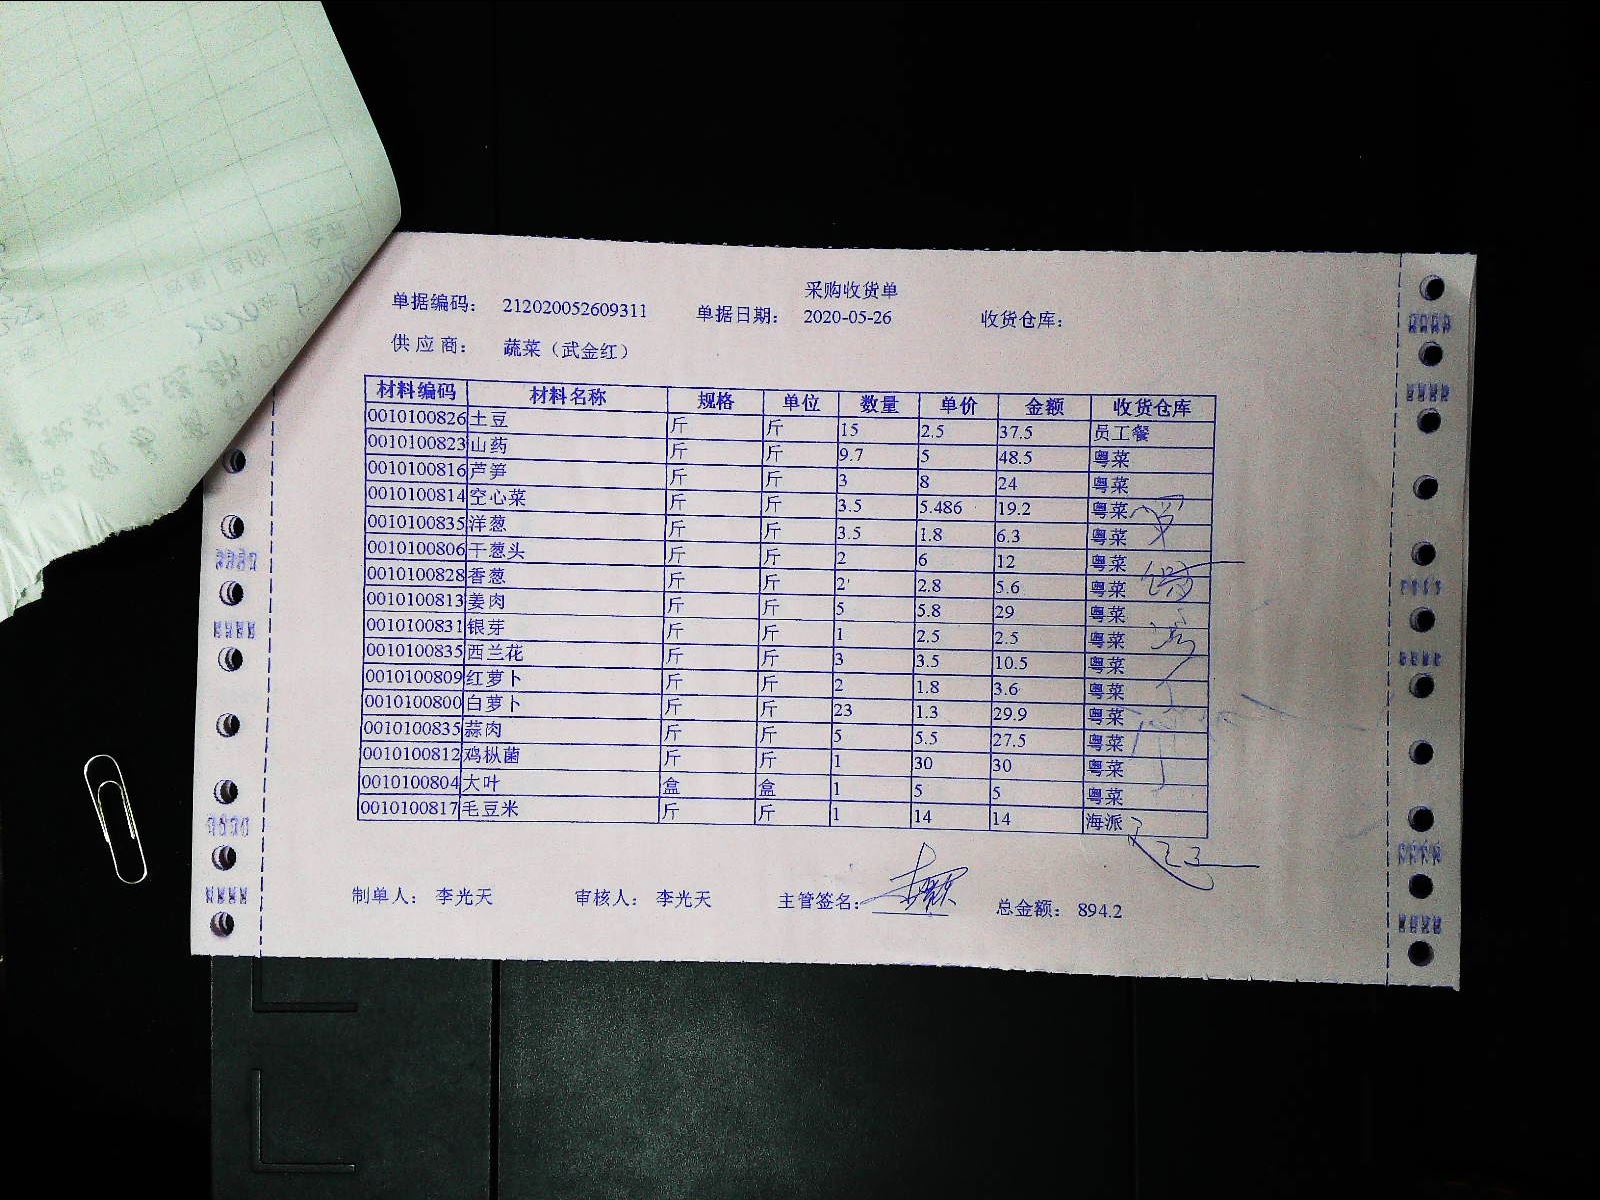 采购收货单
单据编码： 212020052609311 单据日期： 2020-05-26 收货仓库：
供应商： 蔬菜（武金红）
材料编码 材料名称 规格 单位 数量 单价 金额 收货仓库
0010100826 土豆 斤 斤 15 2.5 37.5 员工餐
0010100823 山药 斤 斤 9.7 5 48.5 粤菜
0010100816 芦笋 斤 斤 3 8 24 粤菜
0010100814 空心菜 斤 斤 3.5 5.486 19.2 粤菜
0010100835 洋葱 斤 斤 3.5 1.8 6.3 粤菜
0010100806 干葱头 斤 斤 2 6 12 粤菜
0010100828 香葱 斤 斤 2 2.8 5.6 粤菜
0010100813 姜肉 斤 斤 5 5.8 29 粤菜
0010100831 银芽 斤 斤 1 2.5 2.5 粤菜
0010100835 西兰花 斤 斤 3 3.5 10.5 粤菜
0010100809 红萝卜 斤 斤 2 1.8 3.6 粤菜
0010100800 白萝卜 斤 斤 23 1.3 29.9 粤菜
0010100835 蒜肉 斤 斤 5 5.5 27.5 粤菜
0010100812 鸡枞菌 斤 斤 1 30 30 粤菜
0010100804 大叶 盒 盒 1 5 5 粤菜
0010100817 毛豆米 斤 斤 1 14 14 海派
制单人： 李光天 审核人： 李光天 主管签名： 总金额： 894.2